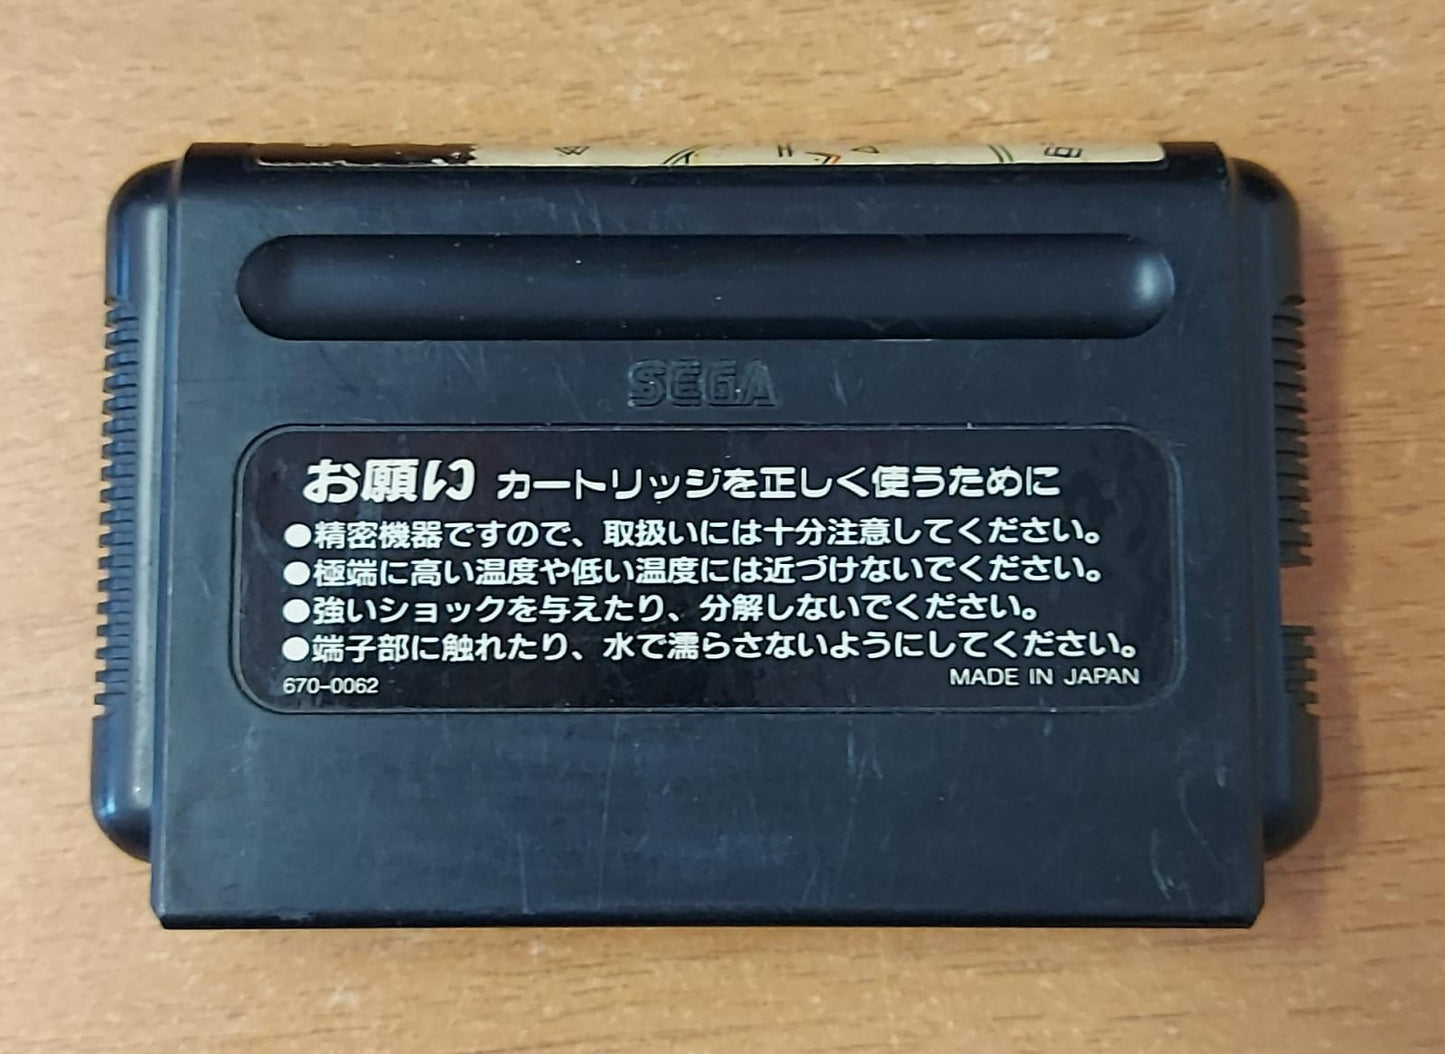 SEGA
お願い カートリッジを正しく使うために
●精密機器ですので、取扱いには十分注意してください。
●極端に高い温度や低い温度には近づけないでください。
●強いショックを与えたり、分解しないでください。
●端子部に触れたり、水で濡らさないようにしてください。
670-0062 MADE IN JAPAN